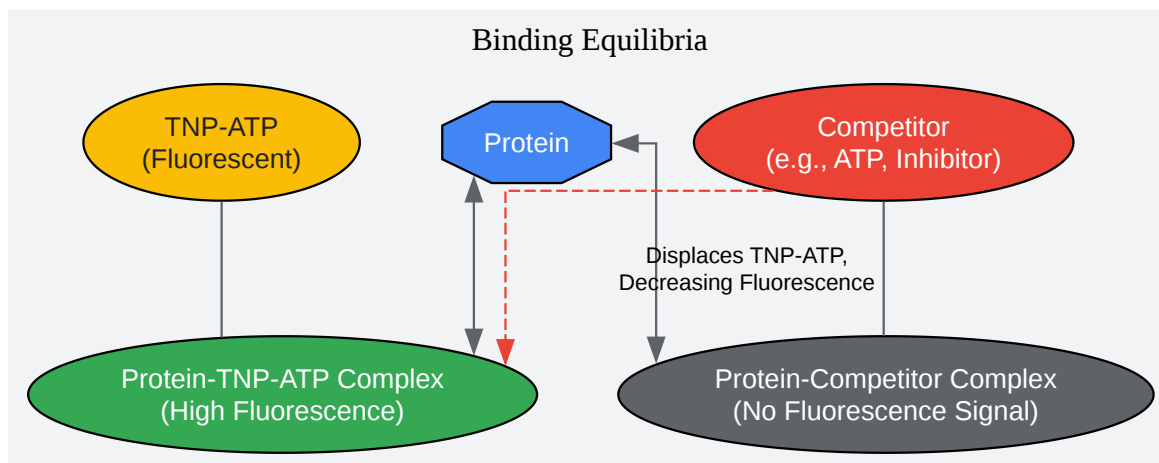 Binding Equilibria
TNP-ATP
(Fluorescent)
Protein
Competitor
(e.g., ATP, Inhibitor)
Displaces TNP-ATP,
Decreasing Fluorescence
Protein-TNP-ATP Complex
(High Fluorescence)
Protein-Competitor Complex
(No Fluorescence Signal)